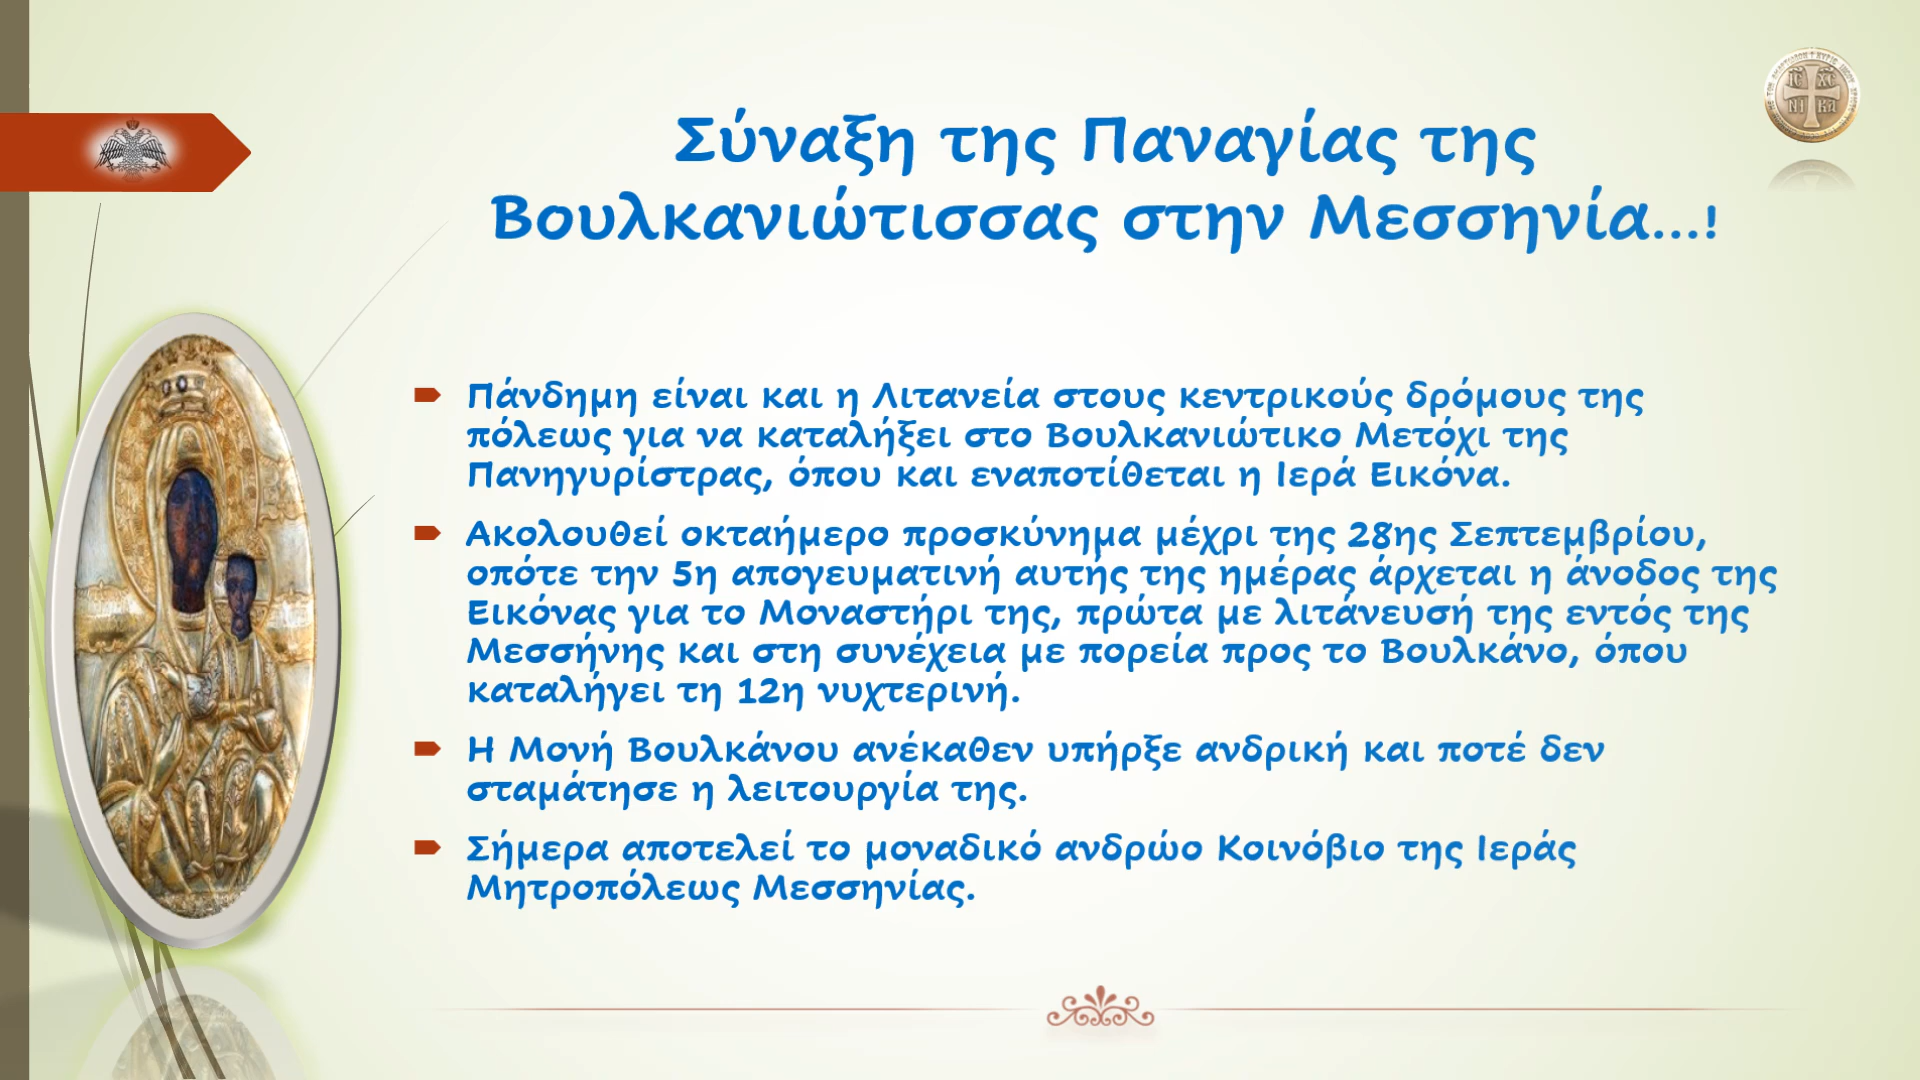 Σύναξη της Παναγίας της
Βουλκανιώτισσας στην Μεσσηνία...!
Πάνδημη είναι και η Λιτανεία στους κεντρικούς δρόμους της
πόλεως για να καταλήξει στο Βουλκανιώτικο Μετόχι της
Πανηγυρίστρας, όπου και εναποτίθεται η Ιερά Εικόνα.
Ακολουθεί οκταήμερο προσκύνημα μέχρι της 28ης Σεπτεμβρίου,
οπότε την 5η απογευματινή αυτής της ημέρας άρχεται η άνοδος της
Εικόνας για το Μοναστήρι της, πρώτα με λιτάνευσή της εντός της
Μεσσήνης και στη συνέχεια με πορεία προς το Βουλκάνο, όπου
καταλήγει τη 12η νυχτερινή.
Η Μονή Βουλκάνου ανέκαθεν υπήρξε ανδρική και ποτέ δεν
σταμάτησε η λειτουργία της.
Σήμερα αποτελεί το μοναδικό ανδρώο Κοινόβιο της Ιεράς
Μητροπόλεως Μεσσηνίας.
IC XC
NI KA